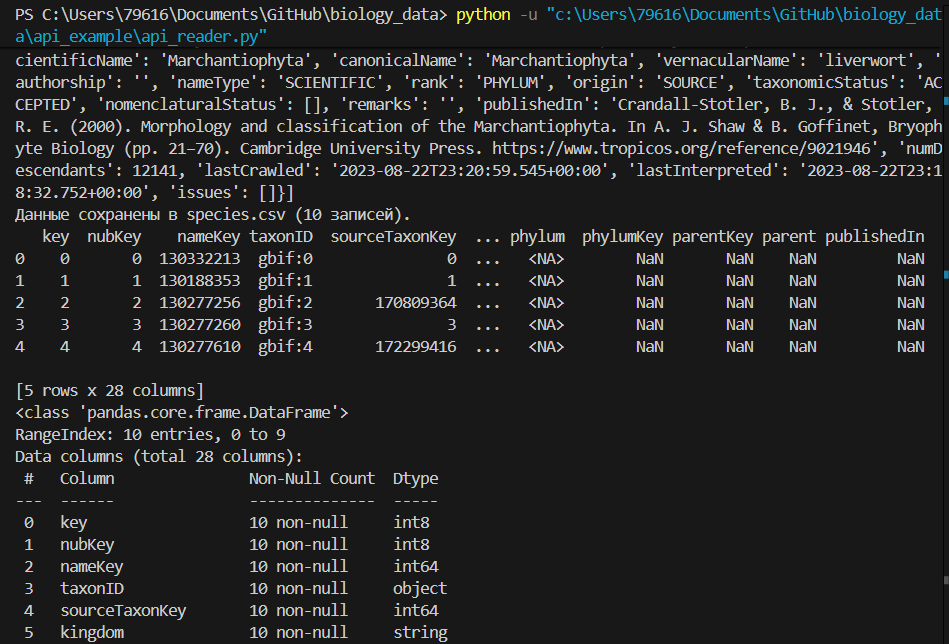 PS C:\Users\79616\Documents\GitHub\biology_data> python -u "c:\Users\79616\Documents\GitHub\biology_dat
a\api_example\api_reader.py"
cientificName': 'Marchantiophyta', 'canonicalName': 'Marchantiophyta', 'vernacularName': 'liverwort', '
authorship': '', 'nameType': 'SCIENTIFIC', 'rank': 'PHYLUM', 'origin': 'SOURCE', 'taxonomicStatus': 'AC
CEPTED', 'nomenclaturalStatus': [], 'remarks': '', 'publishedIn': 'Crandall-Stotler, B. J., & Stotler,
R. E. (2000). Morphology and classification of the Marchantiophyta. In A. J. Shaw & B. Goffinet, Bryoph
yte Biology (pp. 21–70). Cambridge University Press. https://www.tropicos.org/reference/9021946', 'numD
escendants': 12141, 'lastCrawled': '2023-08-22T23:20:59.545+00:00', 'lastInterpreted': '2023-08-22T23:1
8:32.752+00:00', 'issues': []}]
Данные сохранены в species.csv (10 записей).
key nubKey nameKey taxonID sourceTaxonKey ... phylum phylumKey parentKey parent publishedIn
0 0 0 130332213 gbif:0 0 ... <NA> NaN NaN NaN NaN
1 1 1 130188353 gbif:1 1 ... <NA> NaN NaN NaN NaN
2 2 2 130277256 gbif:2 170809364 ... <NA> NaN NaN NaN NaN
3 3 3 130277260 gbif:3 3 ... <NA> NaN NaN NaN NaN
4 4 4 130277610 gbif:4 172299416 ... <NA> NaN NaN NaN NaN
[5 rows x 28 columns]
<class 'pandas.core.frame.DataFrame'>
RangeIndex: 10 entries, 0 to 9
Data columns (total 28 columns):
# Column Non-Null Count Dtype
--- ------ -------------- -----
0 key 10 non-null int8
1 nubKey 10 non-null int8
2 nameKey 10 non-null int64
3 taxonID 10 non-null object
4 sourceTaxonKey 10 non-null int64
5 kingdom 10 non-null string